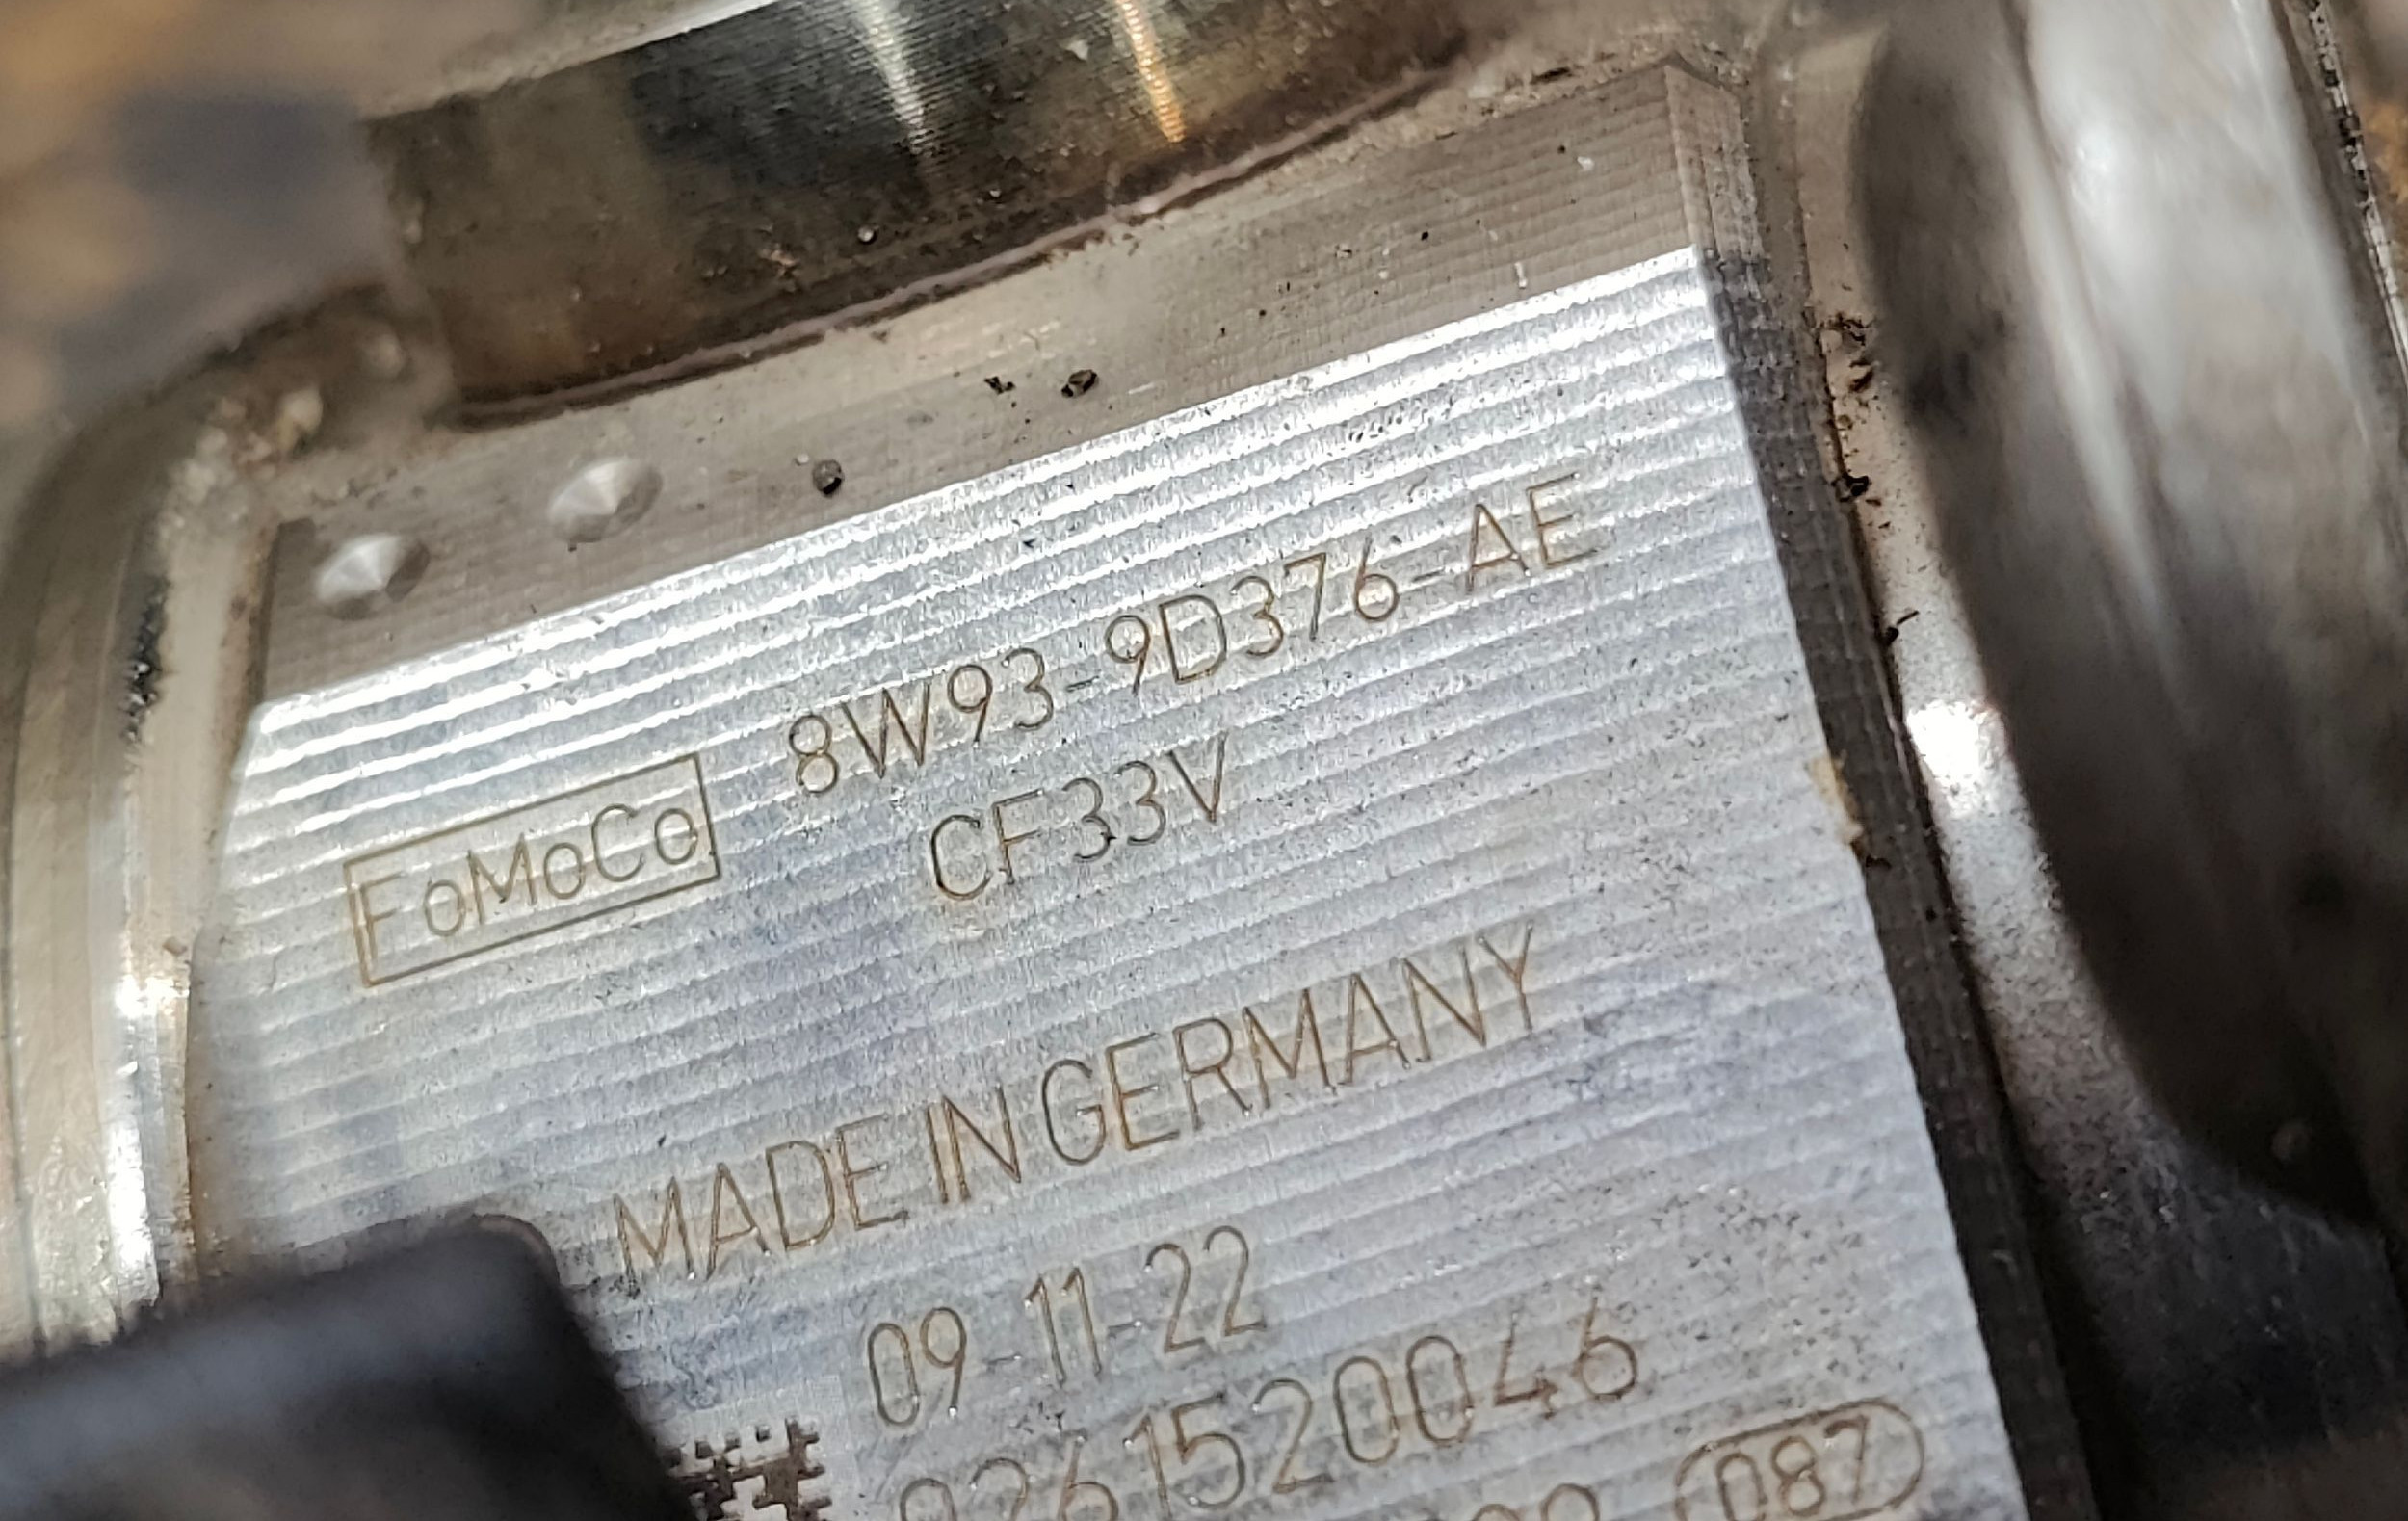 FoMoCo 8W93-9D376-AE
CF33V
MADE IN GERMANY
09-11-22
0261520046
087